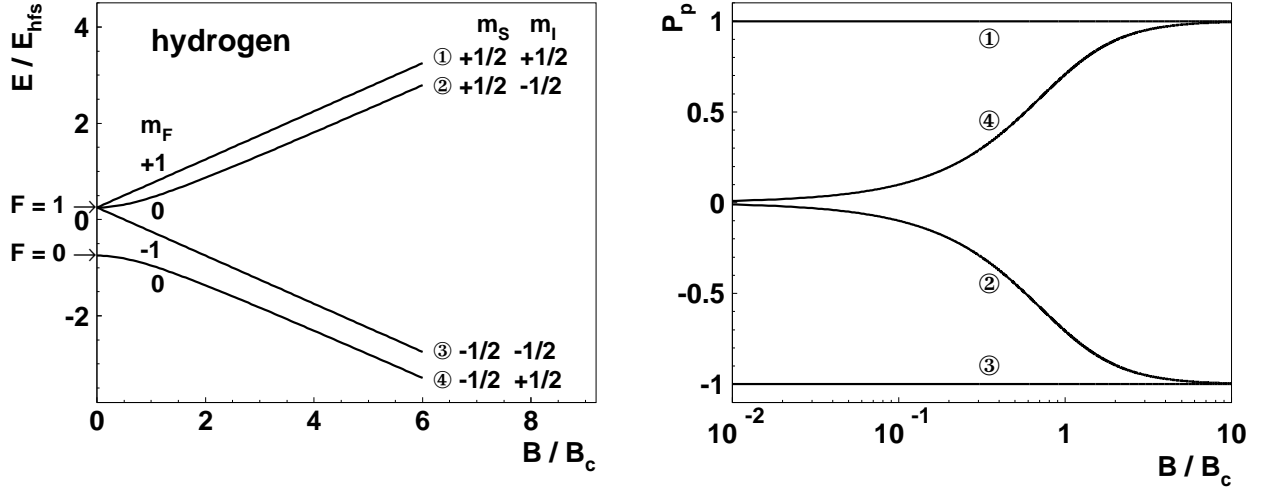 E / E_hfs
4
2
0
-2
hydrogen
m_S m_I
① +1/2 +1/2
② +1/2 -1/2
m_F
+1
0
-1
0
F = 1
F = 0
③ -1/2 -1/2
④ -1/2 +1/2
0 2 4 6 8
B / B_c
P_p
1
0.5
0
-0.5
-1
①
④
②
③
10^-2 10^-1 1 10
B / B_c